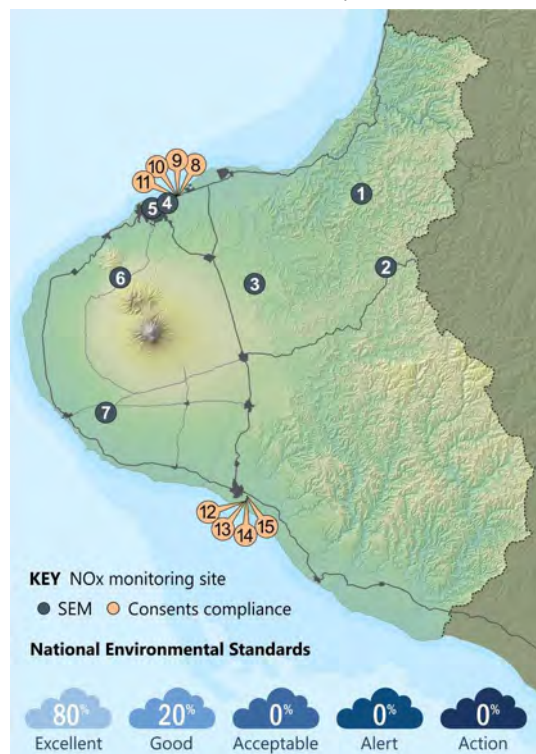 9
10
8
11
4
5
1
6
2
3
7
12
15
13
14
KEY NOx monitoring site
SEM
Consents compliance
National Environmental Standards
80%
20%
0%
0%
0%
Excellent
Good
Acceptable
Alert
Action